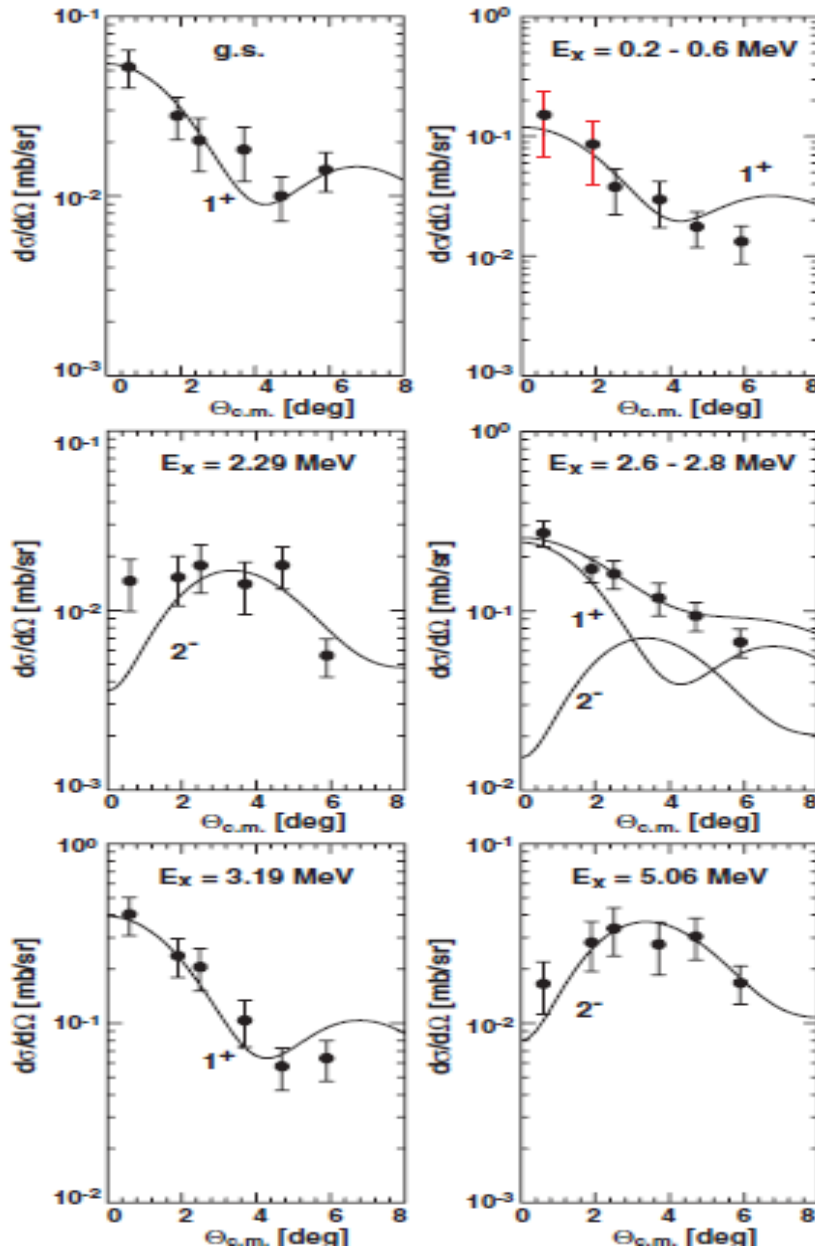 g.s.
10⁻¹
10⁻²
10⁻³
dσ/dΩ [mb/sr]
1⁺
0 2 4 6 8
Θc.m. [deg]
Eₓ = 0.2 - 0.6 MeV
10⁰
10⁻¹
10⁻²
10⁻³
dσ/dΩ [mb/sr]
1⁺
0 2 4 6 8
Θc.m. [deg]
Eₓ = 2.29 MeV
10⁻¹
10⁻²
10⁻³
dσ/dΩ [mb/sr]
2⁻
0 2 4 6 8
Θc.m. [deg]
Eₓ = 2.6 - 2.8 MeV
10⁰
10⁻¹
10⁻²
dσ/dΩ [mb/sr]
1⁺
2⁻
0 2 4 6 8
Θc.m. [deg]
Eₓ = 3.19 MeV
10⁰
10⁻¹
10⁻²
dσ/dΩ [mb/sr]
1⁺
0 2 4 6 8
Θc.m. [deg]
Eₓ = 5.06 MeV
10⁻¹
10⁻²
10⁻³
dσ/dΩ [mb/sr]
2⁻
0 2 4 6 8
Θc.m. [deg]